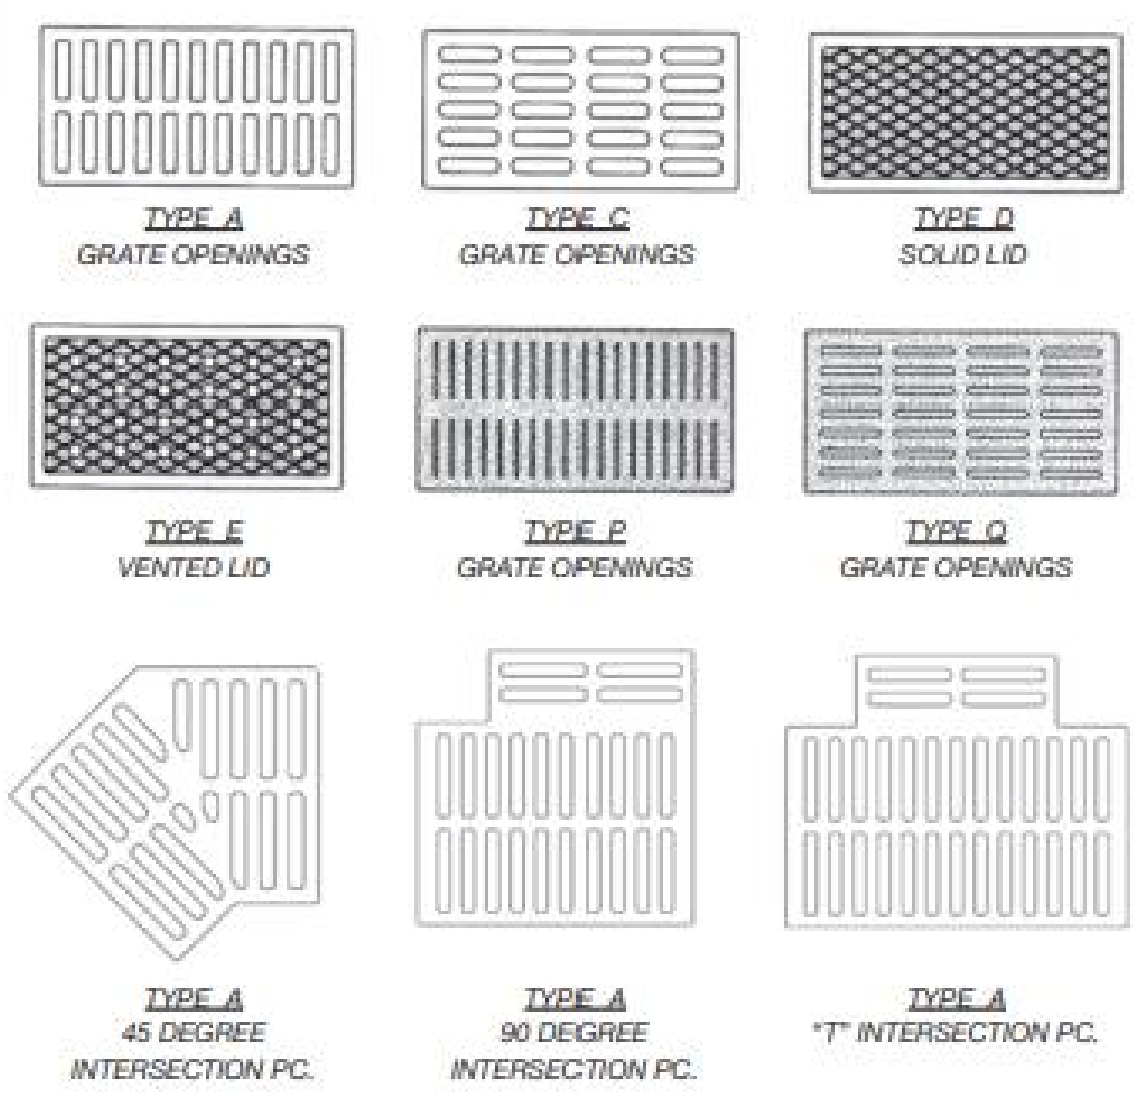 TYPE A
GRATE OPENINGS
TYPE C
GRATE OPENINGS
TYPE D
SOLID LID
TYPE E
VENTED LID
TYPE P
GRATE OPENINGS
TYPE Q
GRATE OPENINGS
TYPE A
45 DEGREE
INTERSECTION PC.
TYPE A
90 DEGREE
INTERSECTION PC.
TYPE A
"T" INTERSECTION PC.